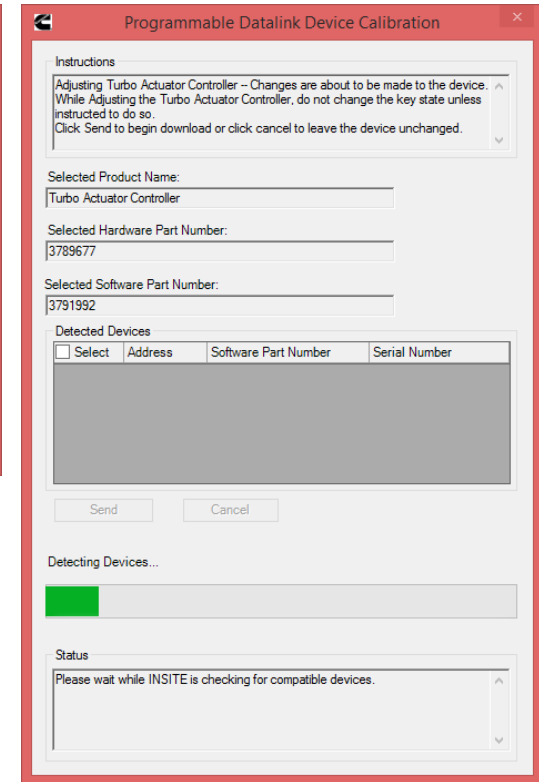 Programmable Datalink Device Calibration
Instructions
Adjusting Turbo Actuator Controller -- Changes are about to be made to the device.
While Adjusting the Turbo Actuator Controller, do not change the key state unless
instructed to do so.
Click Send to begin download or click cancel to leave the device unchanged.
Selected Product Name:
Turbo Actuator Controller
Selected Hardware Part Number:
3789677
Selected Software Part Number:
3791992
Detected Devices
Select Address Software Part Number Serial Number
Send Cancel
Detecting Devices...
Status
Please wait while INSITE is checking for compatible devices.